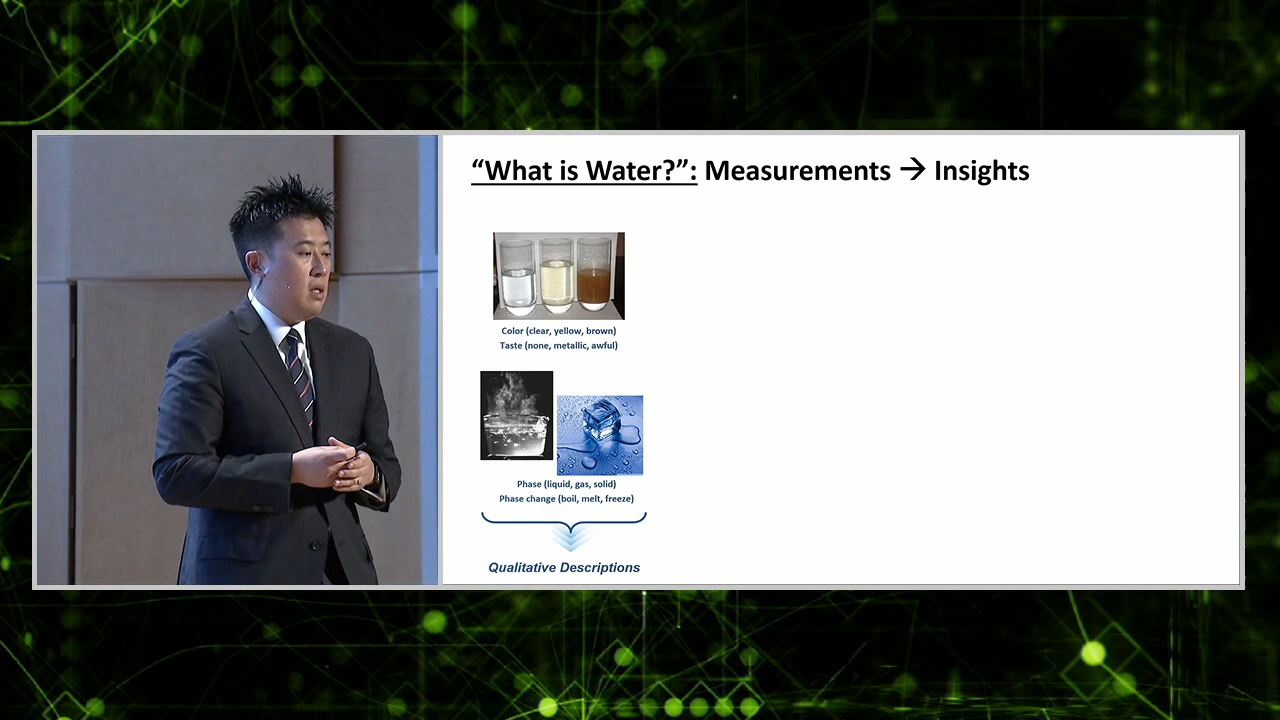 “What is Water?”: Measurements → Insights
Color (clear, yellow, brown)
Taste (none, metallic, awful)
Phase (liquid, gas, solid)
Phase change (boil, melt, freeze)
Qualitative Descriptions